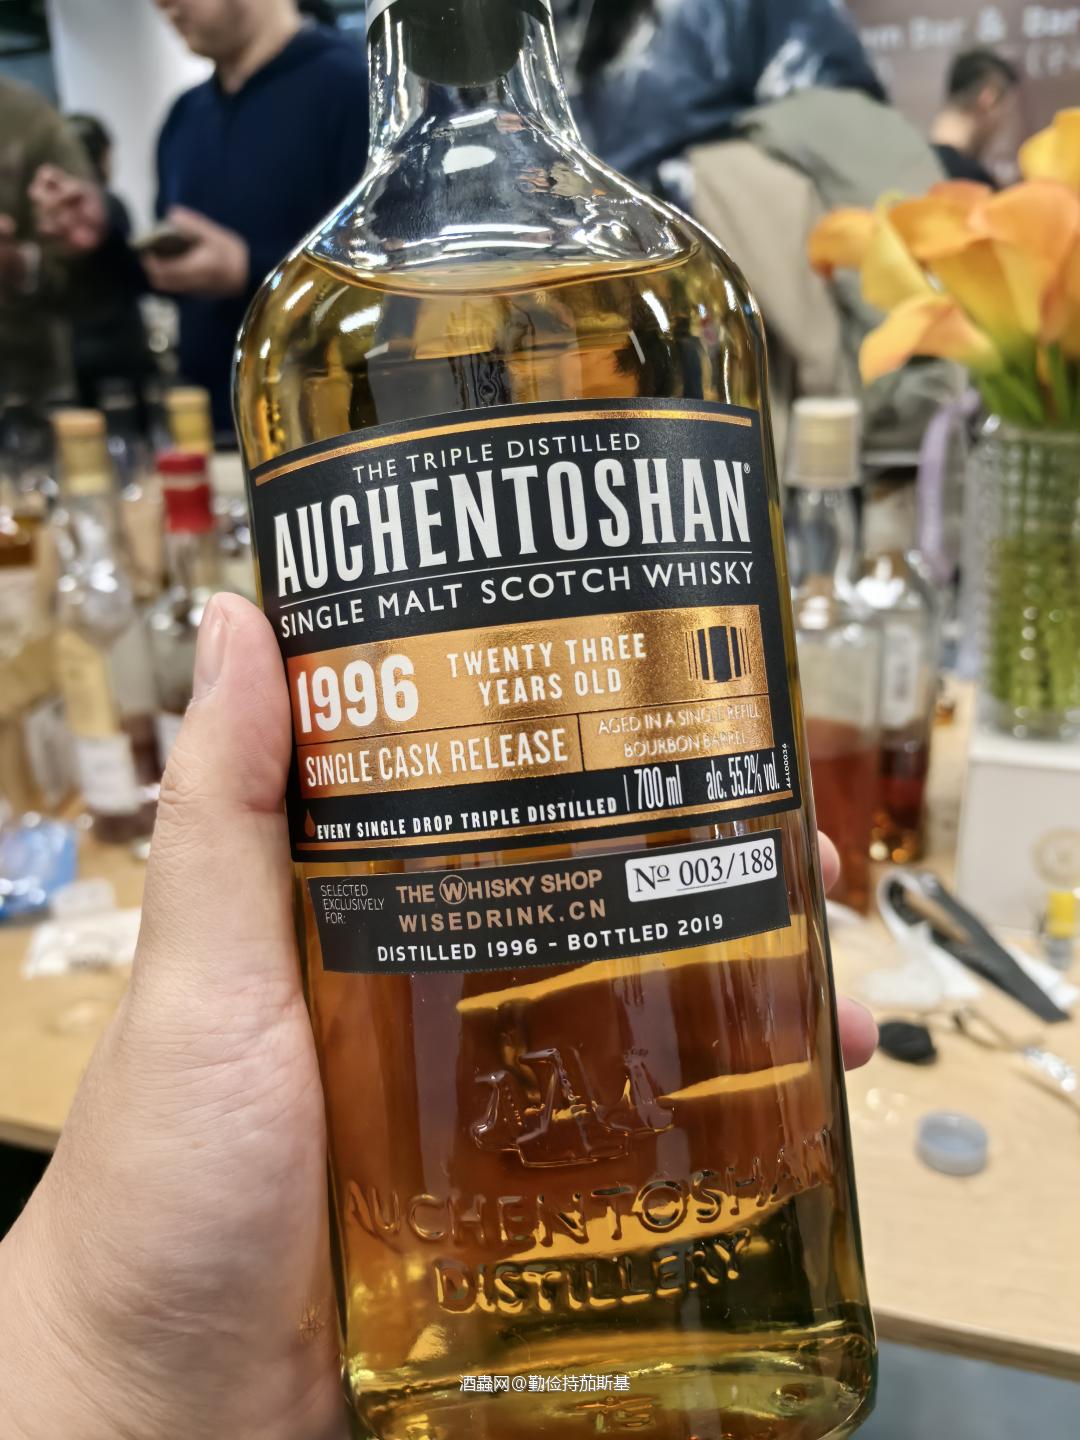 THE TRIPLE DISTILLED
AUCHENTOSHAN®
SINGLE MALT SCOTCH WHISKY
1996 TWENTY THREE
YEARS OLD
SINGLE CASK RELEASE
AGED IN A SINGLE REFILL
BOURBON BARREL
EVERY SINGLE DROP TRIPLE DISTILLED 700 ml alc. 55.2% vol.
SELECTED
EXCLUSIVELY
FOR:
THE WHISKY SHOP
WISEDRINK.CN
Nº 003/188
DISTILLED 1996 - BOTTLED 2019
AUCHENTOSHAN
DISTILLERY
酒蟲网@勤俭持茄斯基